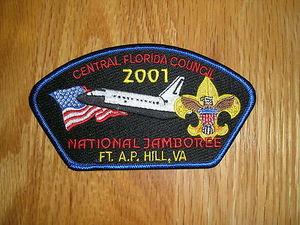 CENTRAL FLORIDA COUNCIL
2001
NATIONAL JAMBOREE
FT. A.P. HILL, VA